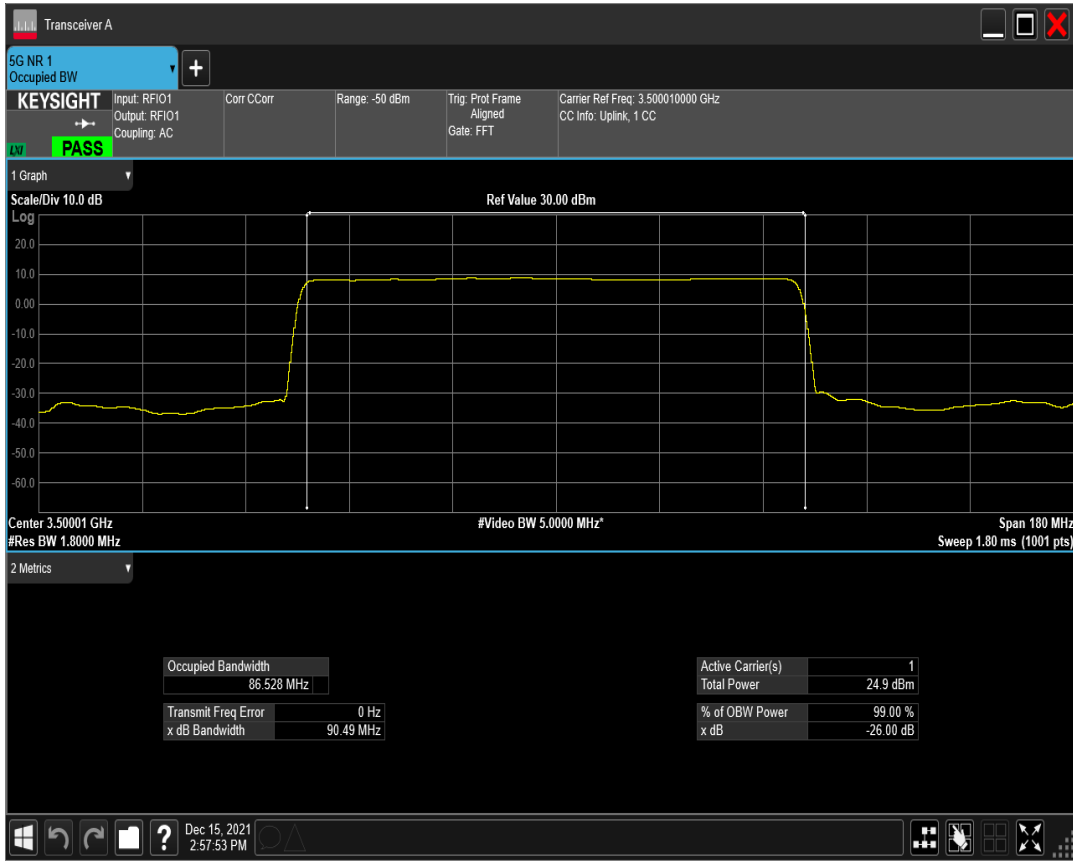 Transceiver A
5G NR 1
Occupied BW
KEYSIGHT
Input: RFIO1
Output: RFIO1
Coupling: AC
Corr CCorr
Range: -50 dBm
Trig: Prot Frame
Aligned
Gate: FFT
Carrier Ref Freq: 3.500010000 GHz
CC Info: Uplink, 1 CC
LXI
PASS
1 Graph
Scale/Div 10.0 dB
Ref Value 30.00 dBm
Log
20.0
10.0
0.00
-10.0
-20.0
-30.0
-40.0
-50.0
-60.0
Center 3.50001 GHz
#Video BW 5.0000 MHz*
Span 180 MHz
#Res BW 1.8000 MHz
Sweep 1.80 ms (1001 pts)
2 Metrics
Occupied Bandwidth
86.528 MHz
Transmit Freq Error 0 Hz
x dB Bandwidth 90.49 MHz
Active Carrier(s) 1
Total Power 24.9 dBm
% of OBW Power 99.00 %
x dB -26.00 dB
Dec 15, 2021
2:57:53 PM